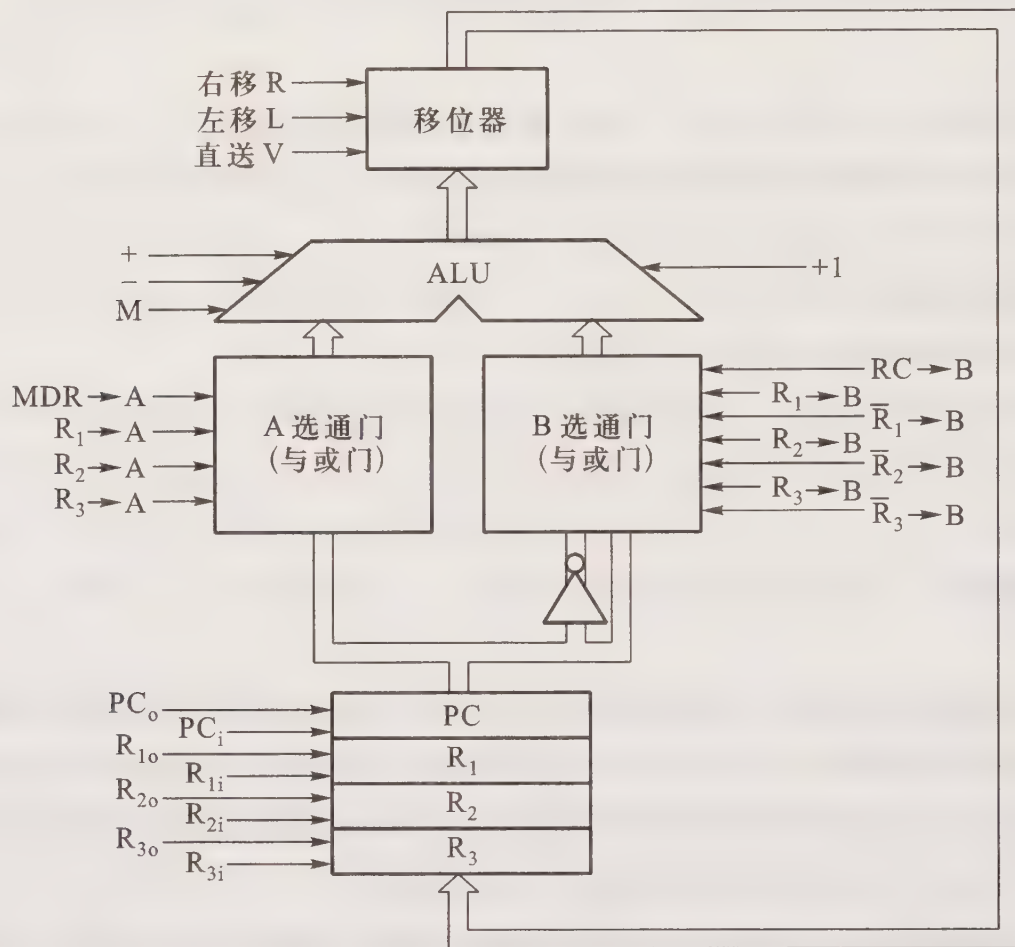 右移 R
左移 L
直送 V
移位器
+
−
M
ALU
+1
MDR→A
R₁→A
R₂→A
R₃→A
A 选通门
(与或门)
B 选通门
(与或门)
RC→B
R₁→B
R̅₁→B
R₂→B
R̅₂→B
R₃→B
R̅₃→B
PCₒ
PCᵢ
R₁ₒ
R₁ᵢ
R₂ₒ
R₂ᵢ
R₃ₒ
R₃ᵢ
PC
R₁
R₂
R₃